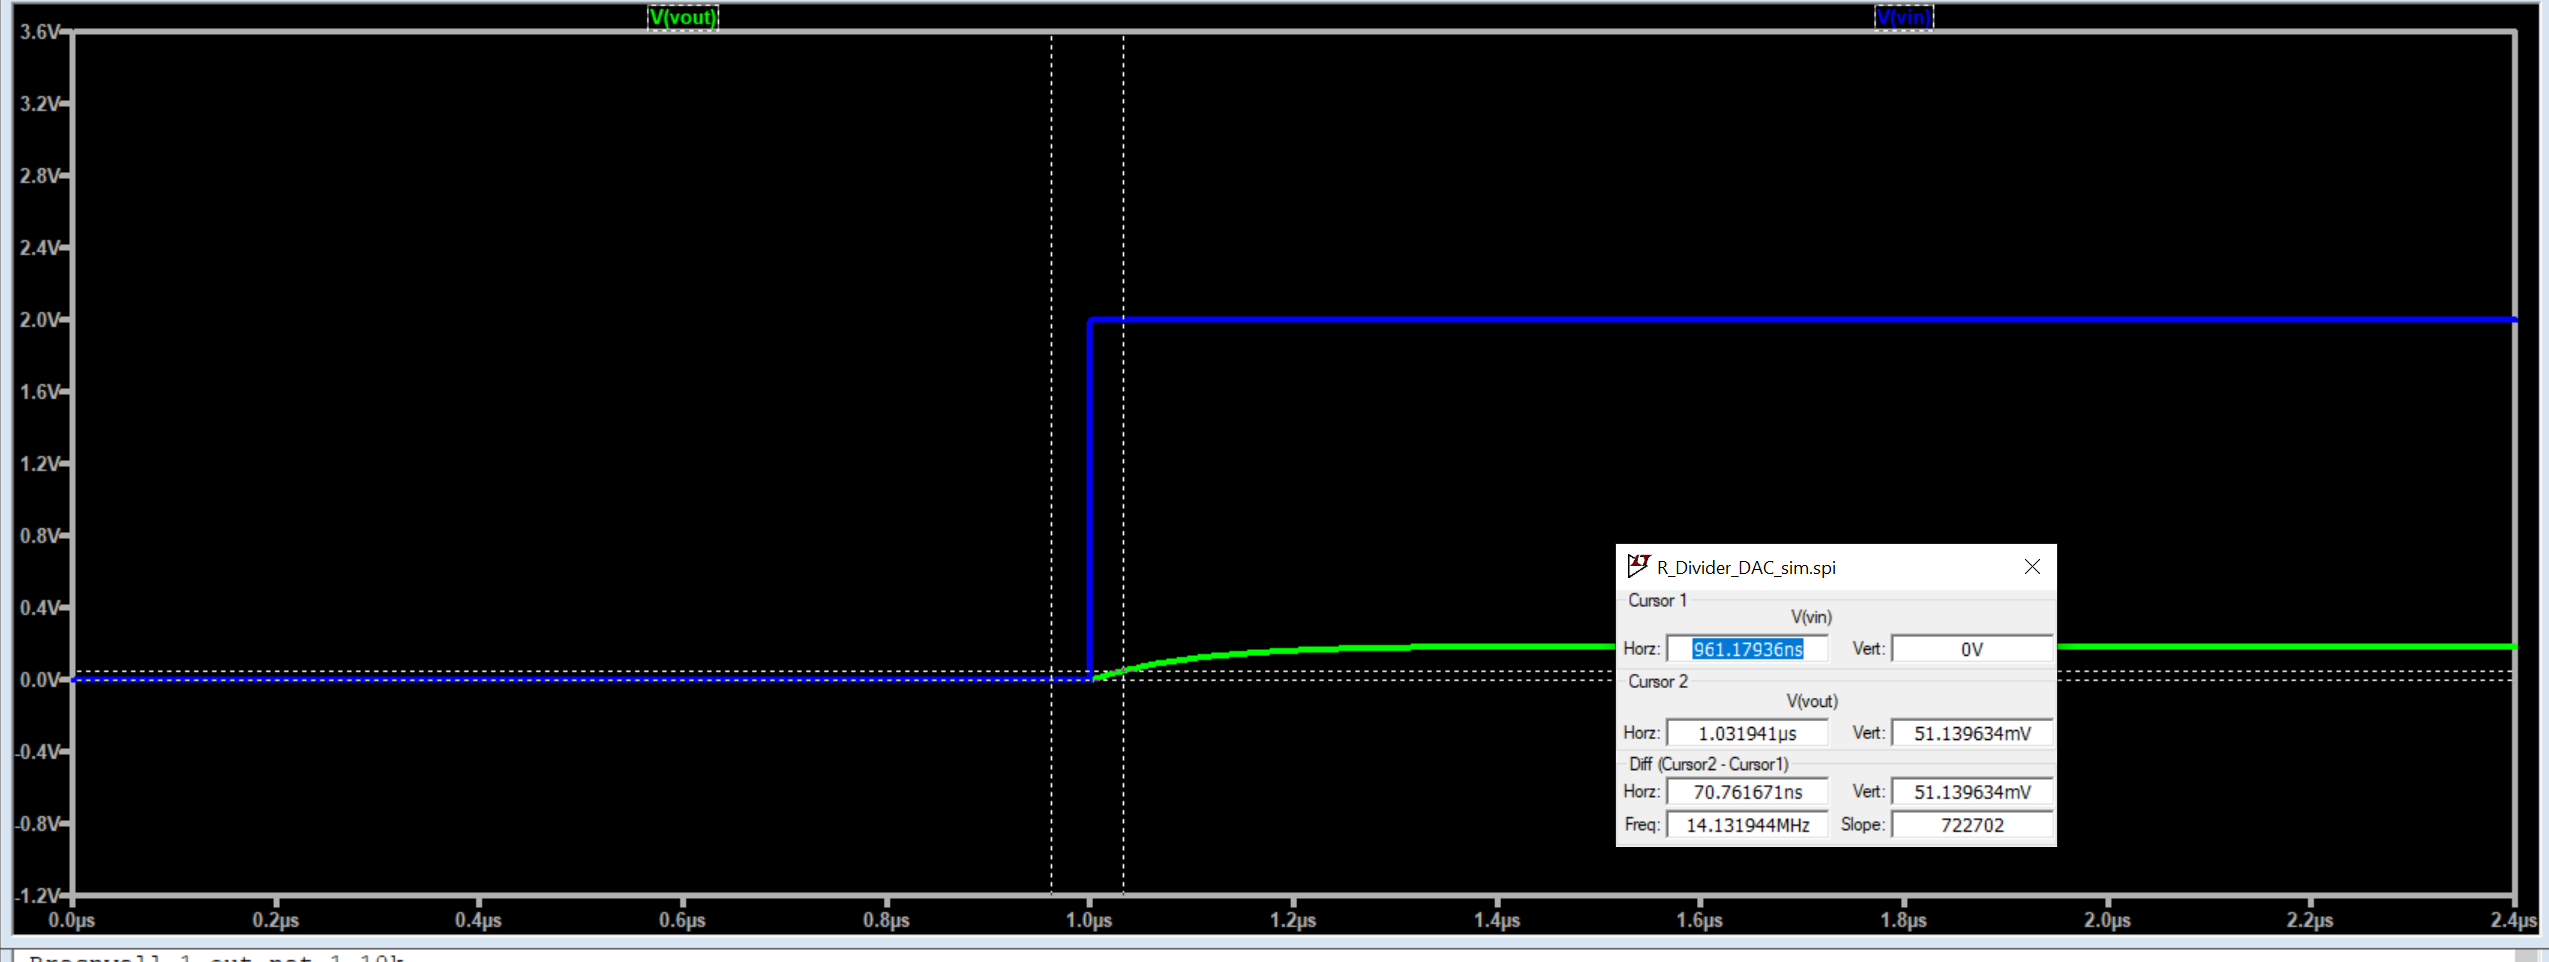 V(vout) V(vin)
3.6V
3.2V
2.8V
2.4V
2.0V
1.6V
1.2V
0.8V
0.4V
0.0V
-0.4V
-0.8V
-1.2V
0.0µs 0.2µs 0.4µs 0.6µs 0.8µs 1.0µs 1.2µs 1.4µs 1.6µs 1.8µs 2.0µs 2.2µs 2.4µs
R_Divider_DAC_sim.spi
Cursor 1
V(vin)
Horz: 961.17936ns Vert: 0V
Cursor 2
V(vout)
Horz: 1.031941µs Vert: 51.139634mV
Diff (Cursor2 - Cursor1)
Horz: 70.761671ns Vert: 51.139634mV
Freq: 14.131944MHz Slope: 722702